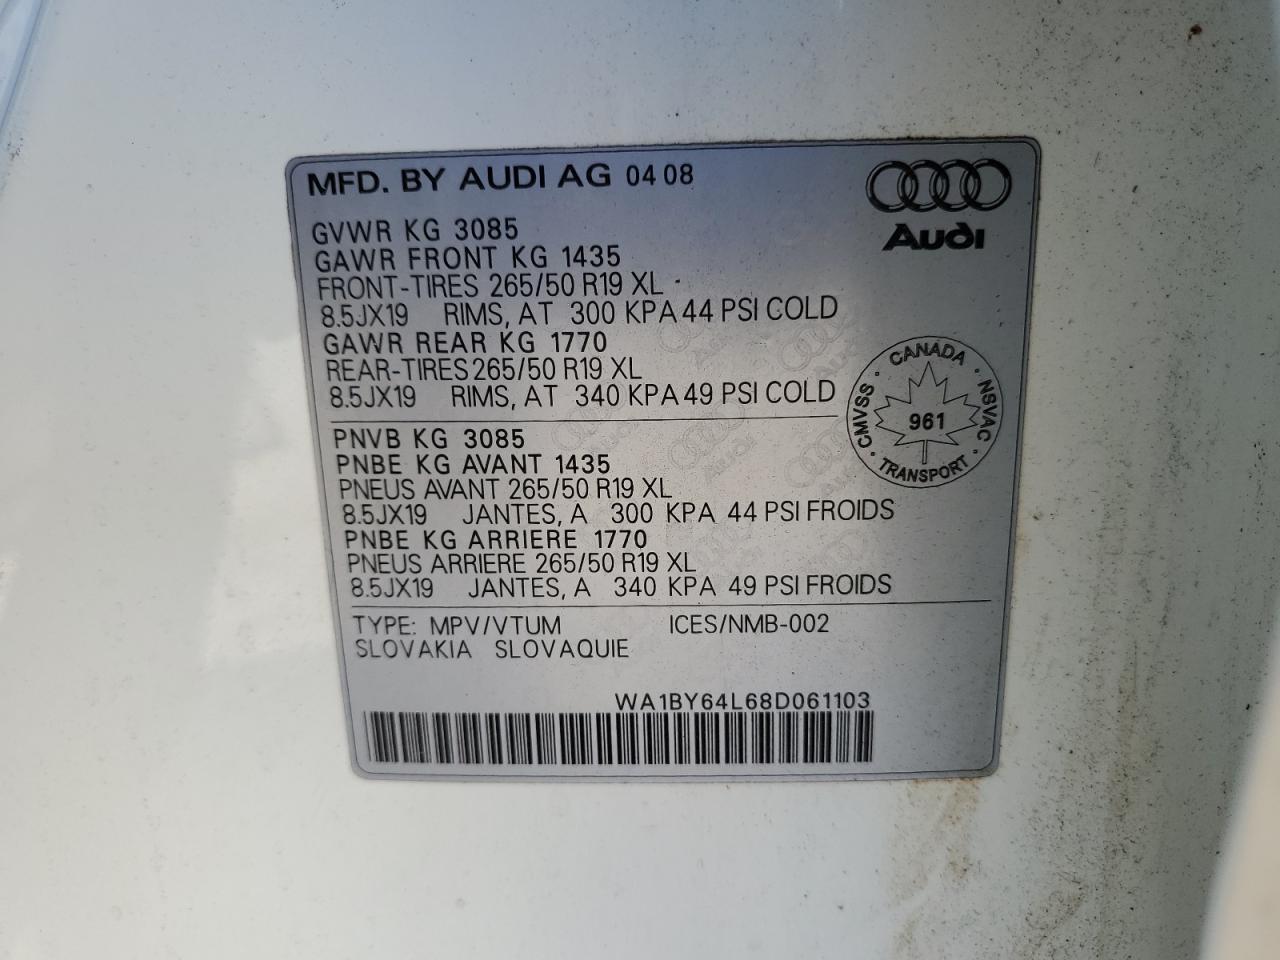 MFD. BY AUDI AG 04 08
Audi
GVWR KG 3085
GAWR FRONT KG 1435
FRONT-TIRES 265/50 R19 XL
8.5JX19 RIMS, AT 300 KPA 44 PSI COLD
GAWR REAR KG 1770
REAR-TIRES 265/50 R19 XL
8.5JX19 RIMS, AT 340 KPA 49 PSI COLD
CANADA
CMVSS
NSVAC
961
TRANSPORT
PNVB KG 3085
PNBE KG AVANT 1435
PNEUS AVANT 265/50 R19 XL
8.5JX19 JANTES, A 300 KPA 44 PSI FROIDS
PNBE KG ARRIERE 1770
PNEUS ARRIERE 265/50 R19 XL
8.5JX19 JANTES, A 340 KPA 49 PSI FROIDS
TYPE: MPV/VTUM ICES/NMB-002
SLOVAKIA SLOVAQUIE
WA1BY64L68D061103